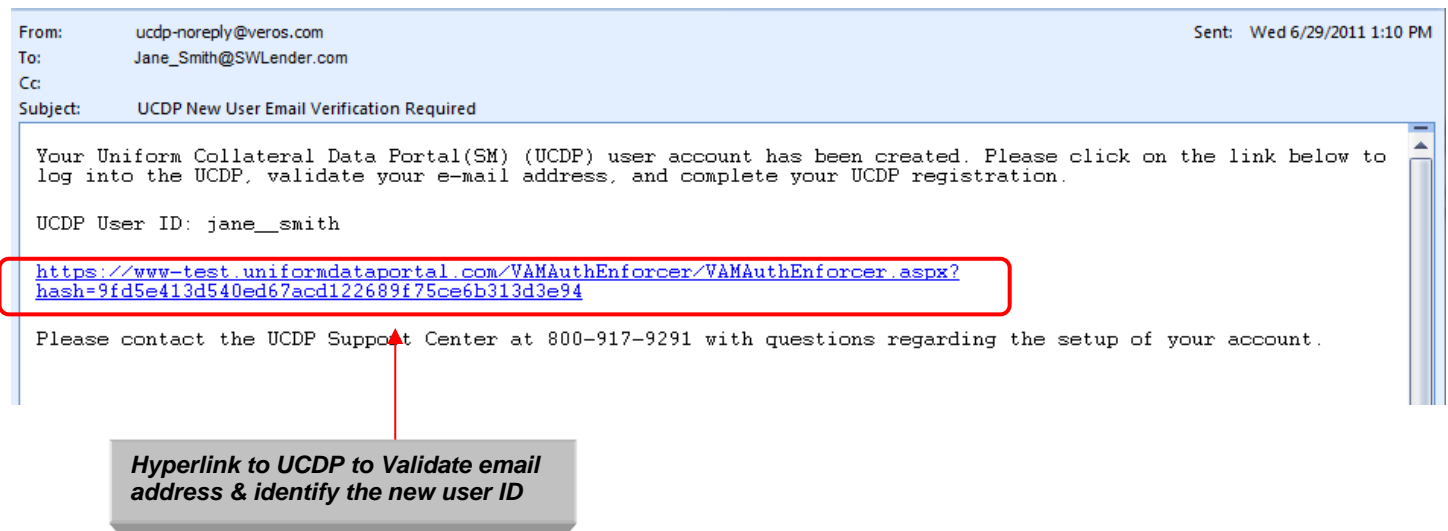 From: ucdp-noreply@veros.com Sent: Wed 6/29/2011 1:10 PM
To: Jane_Smith@SWLender.com
Cc:
Subject: UCDP New User Email Verification Required
Your Uniform Collateral Data Portal(SM) (UCDP) user account has been created. Please click on the link below to
log into the UCDP, validate your e-mail address, and complete your UCDP registration.
UCDP User ID: jane__smith
https://www-test.uniformdataportal.com/VAMAuthEnforcer/VAMAuthEnforcer.aspx?
hash=9fd5e413d540ed67acd122689f75ce6b313d3e94
Please contact the UCDP Support Center at 800-917-9291 with questions regarding the setup of your account.
Hyperlink to UCDP to Validate email
address & identify the new user ID